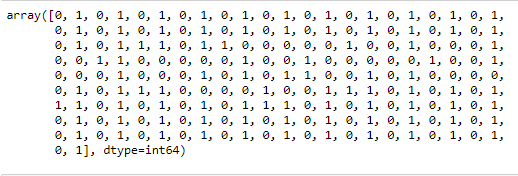 array([0, 1, 0, 1, 0, 1, 0, 1, 0, 1, 0, 1, 0, 1, 0, 1, 0, 1, 0, 1, 0, 1,
0, 1, 0, 1, 0, 1, 0, 1, 0, 1, 0, 1, 0, 1, 0, 1, 0, 1, 0, 1, 0, 1,
0, 1, 0, 1, 1, 0, 1, 1, 0, 0, 0, 0, 0, 0, 1, 0, 0, 1, 0, 0, 0, 1,
0, 0, 1, 1, 0, 0, 0, 0, 0, 1, 0, 0, 1, 0, 0, 0, 0, 0, 1, 0, 0, 1,
0, 0, 0, 1, 0, 0, 0, 1, 0, 1, 0, 1, 1, 0, 0, 1, 0, 1, 0, 0, 0, 0,
0, 1, 0, 1, 1, 1, 0, 0, 0, 0, 1, 0, 0, 1, 1, 1, 0, 1, 0, 1, 0, 1,
1, 1, 0, 1, 0, 1, 0, 1, 0, 1, 1, 1, 0, 1, 0, 1, 0, 1, 0, 1, 0, 1,
0, 1, 0, 1, 0, 1, 0, 1, 0, 1, 0, 1, 0, 1, 0, 1, 0, 1, 0, 1, 0, 1,
0, 1, 0, 1, 0, 1, 0, 1, 0, 1, 0, 1, 0, 1, 0, 1, 0, 1, 0, 1, 0, 1,
0, 1], dtype=int64)